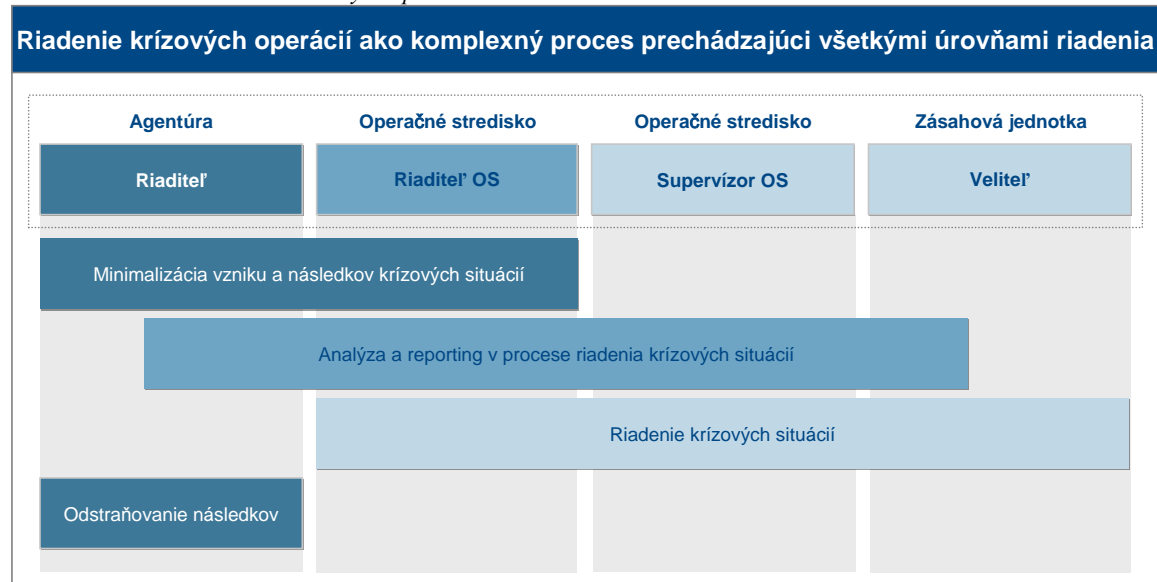 Riadenie krízových operácií ako komplexný proces prechádzajúci všetkými úrovňami riadenia
Agentúra Operačné stredisko Operačné stredisko Zásahová jednotka
Riaditeľ Riaditeľ OS Supervízor OS Veliteľ
Minimalizácia vzniku a následkov krízových situácií
Analýza a reporting v procese riadenia krízových situácií
Riadenie krízových situácií
Odstraňovanie následkov